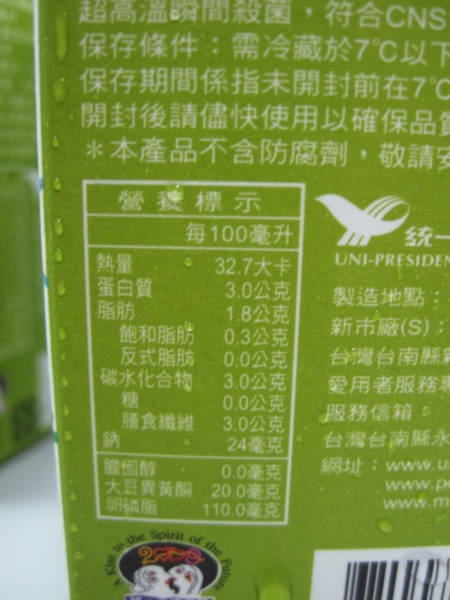 超高溫瞬間殺菌，符合CNS
保存條件：需冷藏於7℃以下
保存期間係指未開封前在7℃
開封後請儘快使用以確保品質
＊本產品不含防腐劑，敬請安
營養標示
每100毫升
熱量 32.7大卡
蛋白質 3.0公克
脂肪 1.8公克
飽和脂肪 0.3公克
反式脂肪 0.0公克
碳水化合物 3.0公克
糖 0.0公克
膳食纖維 3.0公克
鈉 24毫克
膽固醇 0.0毫克
大豆異黃酮 20.0毫克
卵磷脂 110.0毫克
統一
UNI-PRESIDEN
製造地點：
新市廠(S)：
台灣台南縣新
愛用者服務專
服務信箱：
台灣台南縣永
網址：www.u
www.p
www.m
A Kiss to the Spirit of the Future
2008